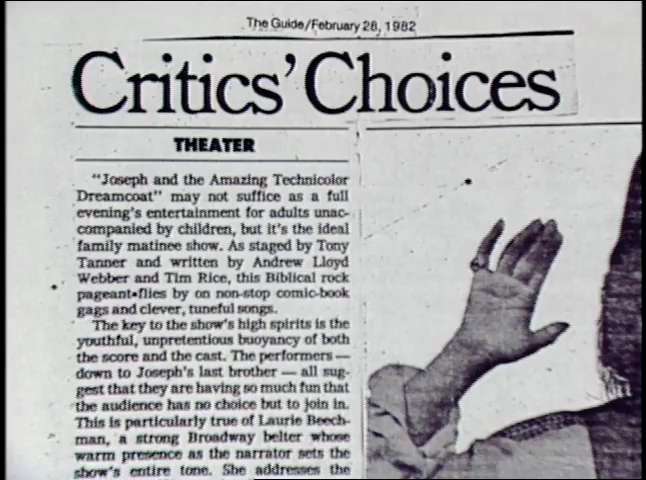 The Guide/February 28, 1982
Critics' Choices
THEATER
"Joseph and the Amazing Technicolor
Dreamcoat" may not suffice as a full
evening's entertainment for adults unac-
companied by children, but it's the ideal
family matinee show. As staged by Tony
Tanner and written by Andrew Lloyd
Webber and Tim Rice, this Biblical rock
pageant flies by on non-stop comic-book
gags and clever, tuneful songs.
The key to the show's high spirits is the
youthful, unpretentious buoyancy of both
the score and the cast. The performers —
down to Joseph's last brother — all sug-
gest that they are having so much fun that
the audience has no choice but to join in.
This is particularly true of Laurie Beech-
man, a strong Broadway belter whose
warm presence as the narrator sets the
show's entire tone. She addresses the